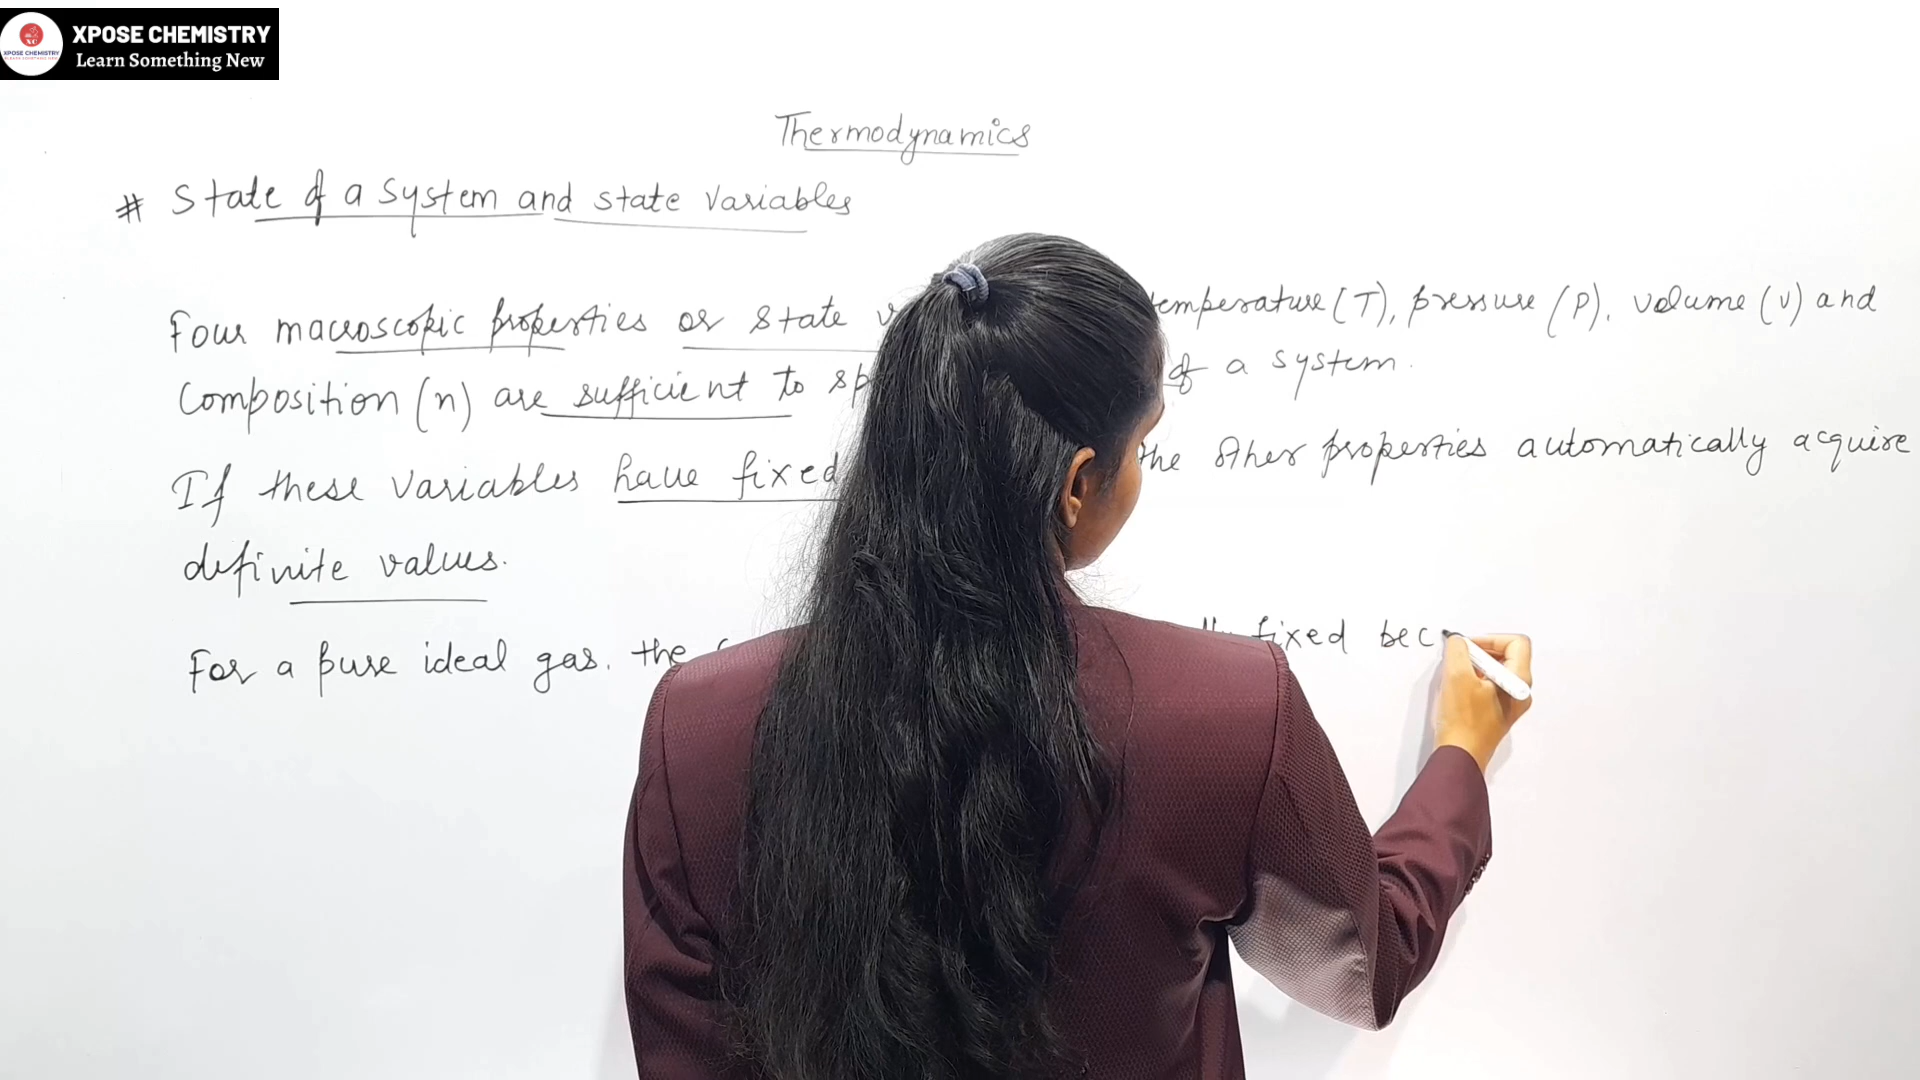 XPOSE CHEMISTRY
Learn Something New
Thermodynamics
# State of a system and state variables
Four macroscopic properties or state temperature (T), pressure (P), volume (v) and
Composition (n) are sufficient to of a system.
If these variables have fixed the other properties automatically acquire
definite values.
For a pure ideal gas, the fixed bec